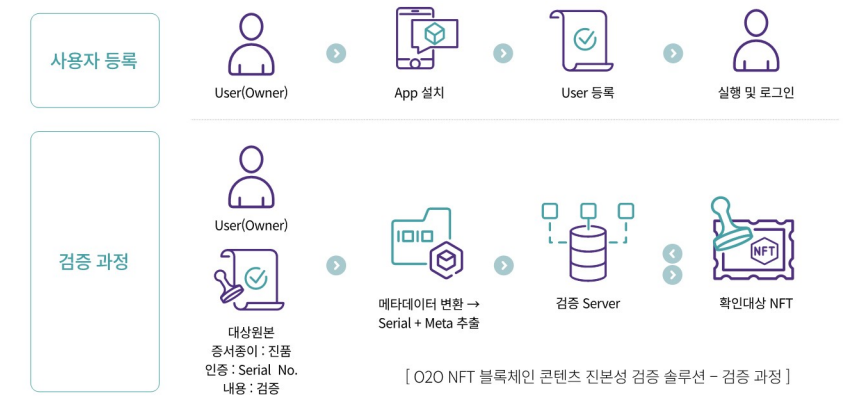 사용자 등록
User(Owner)
App 설치
User 등록
실행 및 로그인
검증 과정
User(Owner)
대상원본
증서종이 : 진품
인증 : Serial No.
내용 : 검증
IOIO
메타데이터 변환 →
Serial + Meta 추출
검증 Server
NFT
확인대상 NFT
[ O2O NFT 블록체인 콘텐츠 진본성 검증 솔루션 – 검증 과정 ]